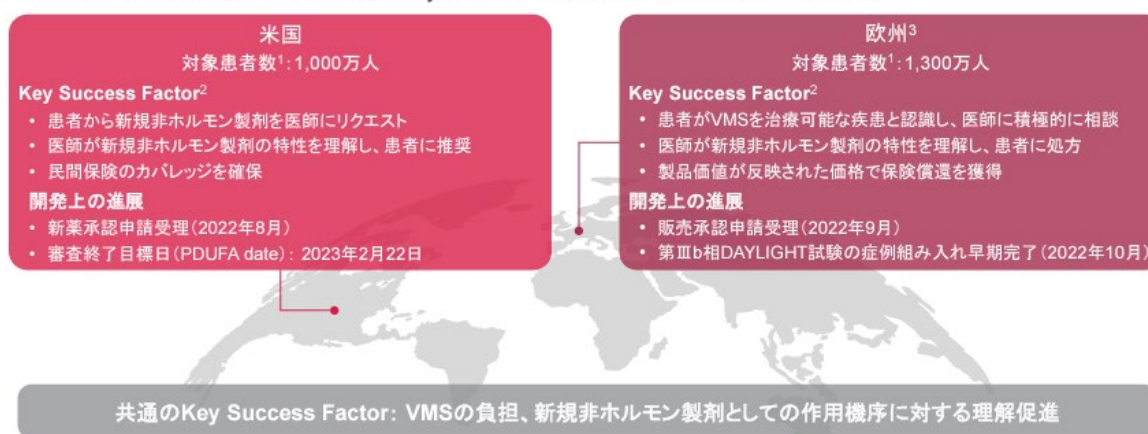 米国
対象患者数1:1,000万人
Key Success Factor2
• 患者から新規非ホルモン製剤を医師にリクエスト
• 医師が新規非ホルモン製剤の特性を理解し、患者に推奨
• 民間保険のカバレッジを確保
開発上の進展
• 新薬承認申請受理(2022年8月)
• 審査終了目標日(PDUFA date): 2023年2月22日
欧州3
対象患者数1:1,300万人
Key Success Factor2
• 患者がVMSを治療可能な疾患と認識し、医師に積極的に相談
• 医師が新規非ホルモン製剤の特性を理解し、患者に処方
• 製品価値が反映された価格で保険償還を獲得
開発上の進展
• 販売承認申請受理(2022年9月)
• 第Ⅲb相DAYLIGHT試験の症例組み入れ早期完了(2022年10月)
共通のKey Success Factor: VMSの負担、新規非ホルモン製剤としての作用機序に対する理解促進